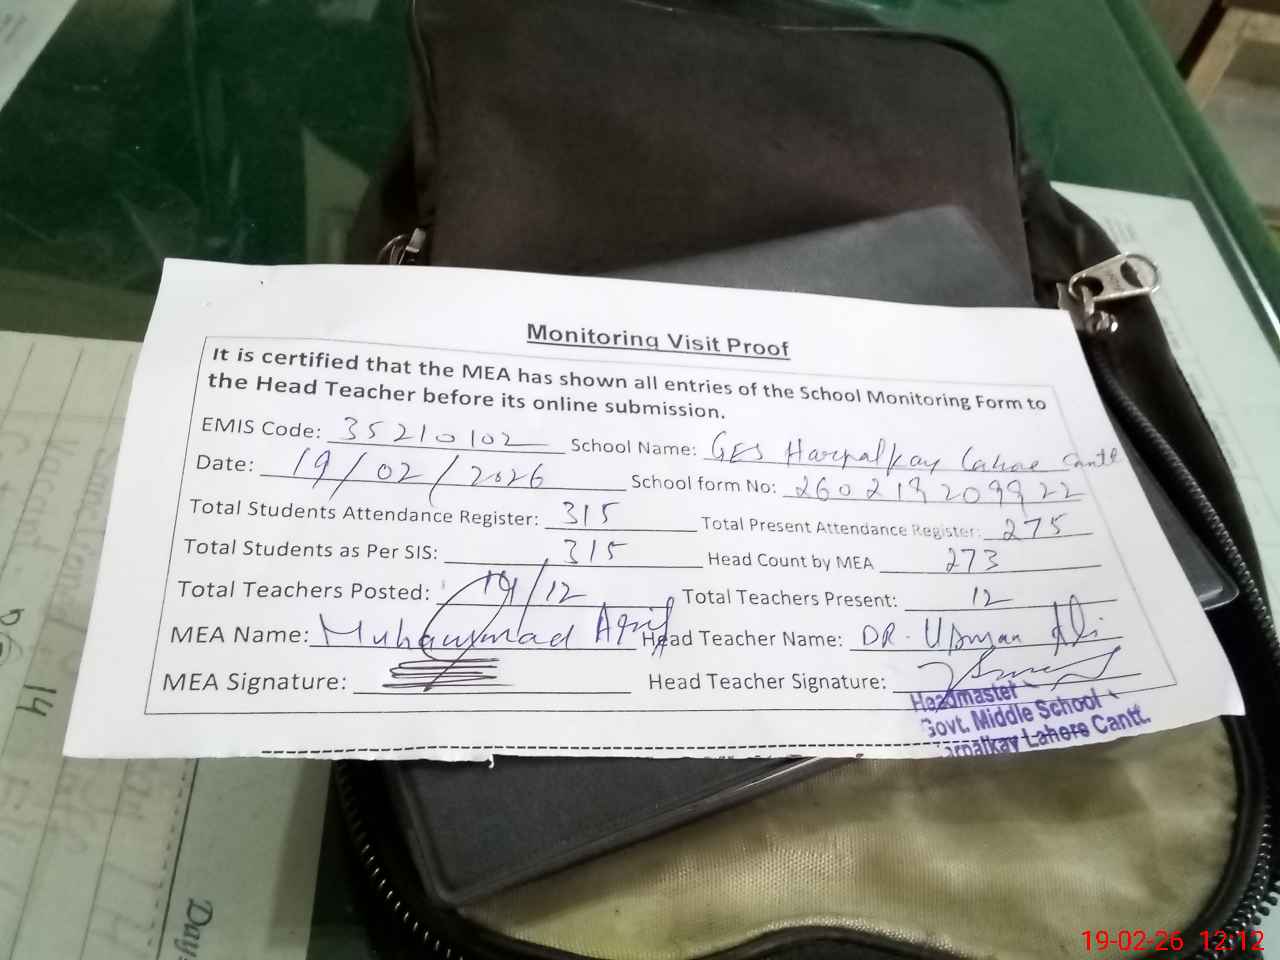 Monitoring Visit Proof
It is certified that the MEA has shown all entries of the School Monitoring Form to
the Head Teacher before its online submission.
EMIS Code: 35210102 School Name: GES Harpalkay Lahore Cantt
Date: 19/02/2026 School form No:
Total Students Attendance Register: 315 Total Present Attendance Register: 275
Total Students as Per SIS: 315 Head Count by MEA 273
Total Teachers Posted: 12 Total Teachers Present: 12
MEA Name: Muhammad Head Teacher Name: DR. Usman Ali
MEA Signature: Head Teacher Signature:
Headmaster
Govt. Middle School
Lahore Cantt.
Day
14
19-02-26 12:12